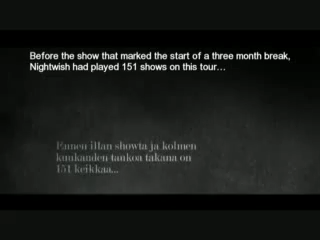 Before the show that marked the start of a three month break,
Nightwish had played 151 shows on this tour...
Ennen illan showta ja kolmen
kuukauden taukoa takana on
151 keikkaa...